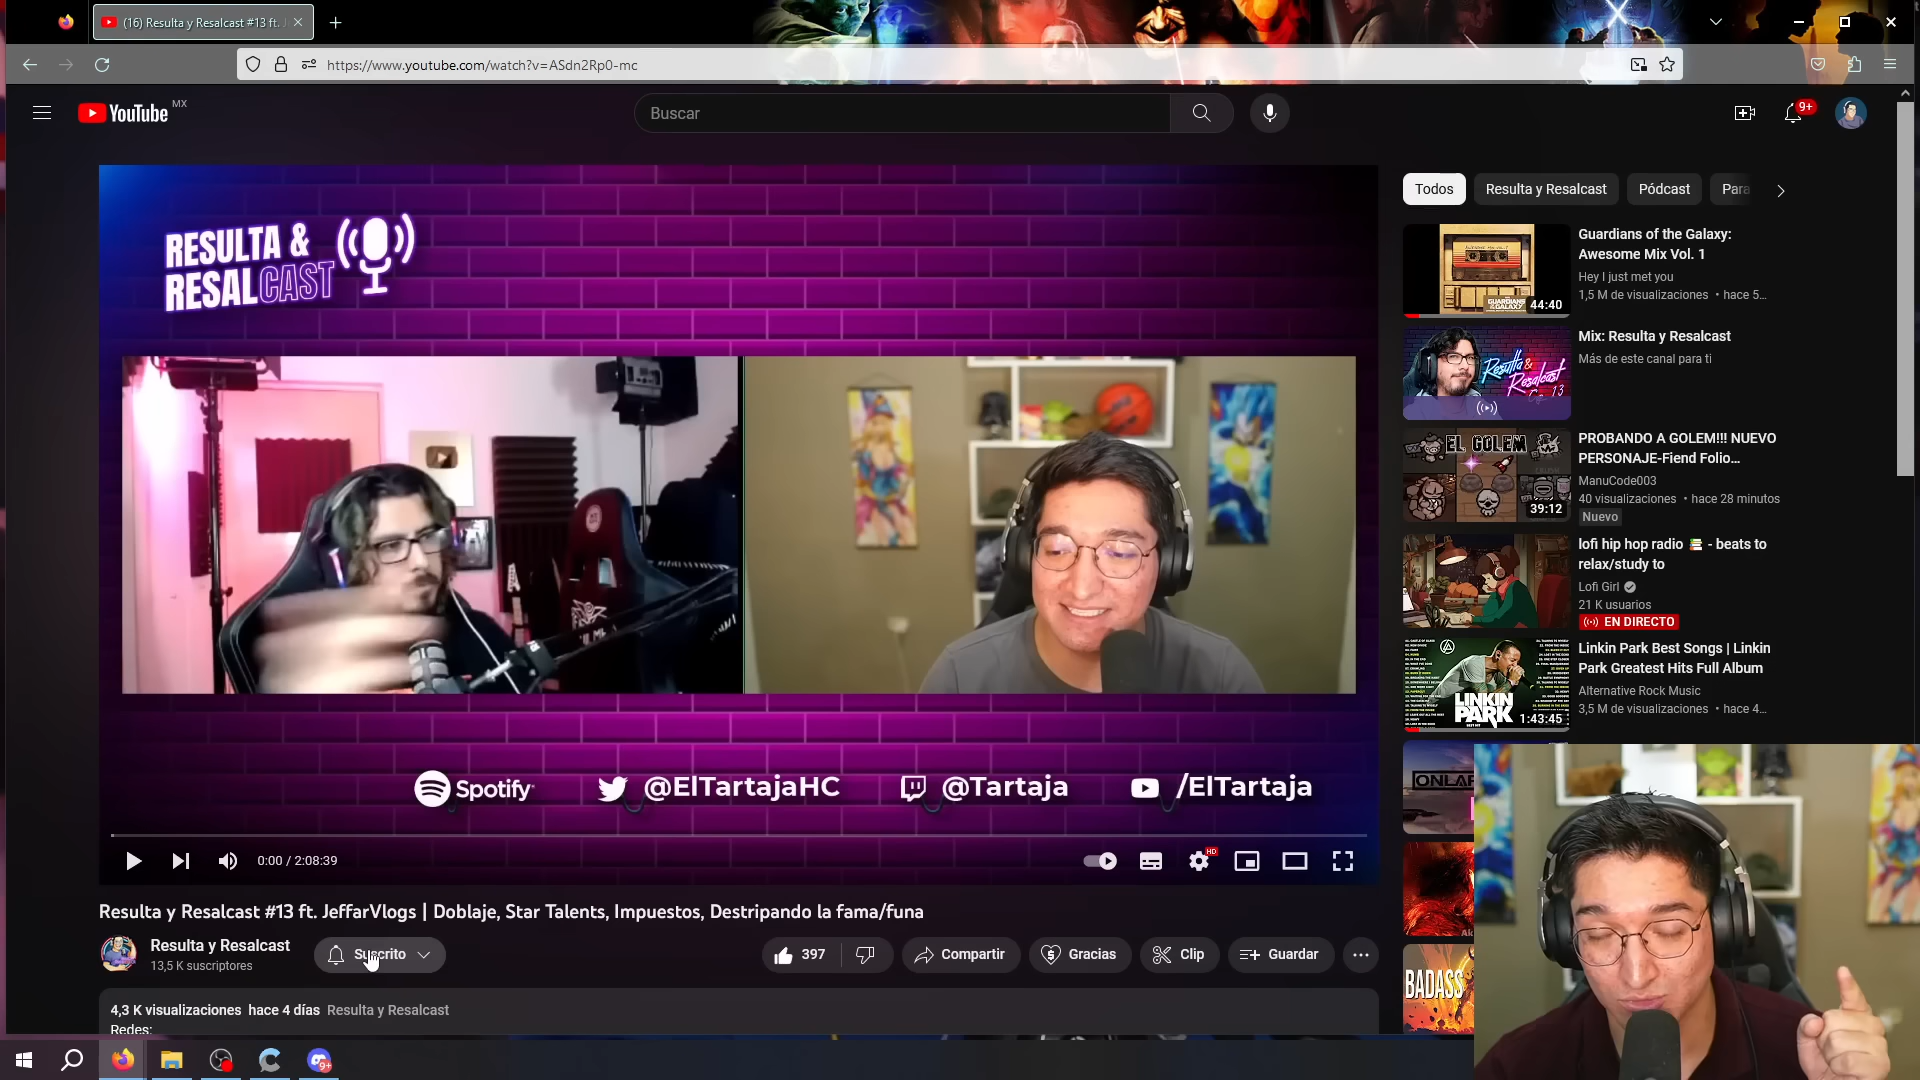 (16) Resulta y Resalcast #13 ft. J
https://www.youtube.com/watch?v=ASdn2Rp0-mc
YouTube MX
Buscar
9+
RESULTA &
RESALCAST
Spotify
@ElTartajaHC
@Tartaja
/ElTartaja
0:00 / 2:08:39
HD
Resulta y Resalcast #13 ft. JeffarVlogs | Doblaje, Star Talents, Impuestos, Destripando la fama/funa
Resulta y Resalcast
13,5 K suscriptores
Suscrito
397
Compartir
Gracias
Clip
Guardar
4,3 K visualizaciones hace 4 días Resulta y Resalcast
Redes:
Todos
Resulta y Resalcast
Pódcast
Para
GUARDIANS
44:40
Guardians of the Galaxy:
Awesome Mix Vol. 1
Hey I just met you
1,5 M de visualizaciones • hace 5...
Resulta &
Resalcast
Mix: Resulta y Resalcast
Más de este canal para ti
EL GOLEM
39:12
PROBANDO A GOLEM!!! NUEVO
PERSONAJE-Fiend Folio...
ManuCode003
40 visualizaciones • hace 28 minutos
Nuevo
lofi hip hop radio 📚 - beats to
relax/study to
Lofi Girl
21 K usuarios
EN DIRECTO
LINKIN
PARK
1:43:45
Linkin Park Best Songs | Linkin
Park Greatest Hits Full Album
Alternative Rock Music
3,5 M de visualizaciones • hace 4...
BADASS
9+